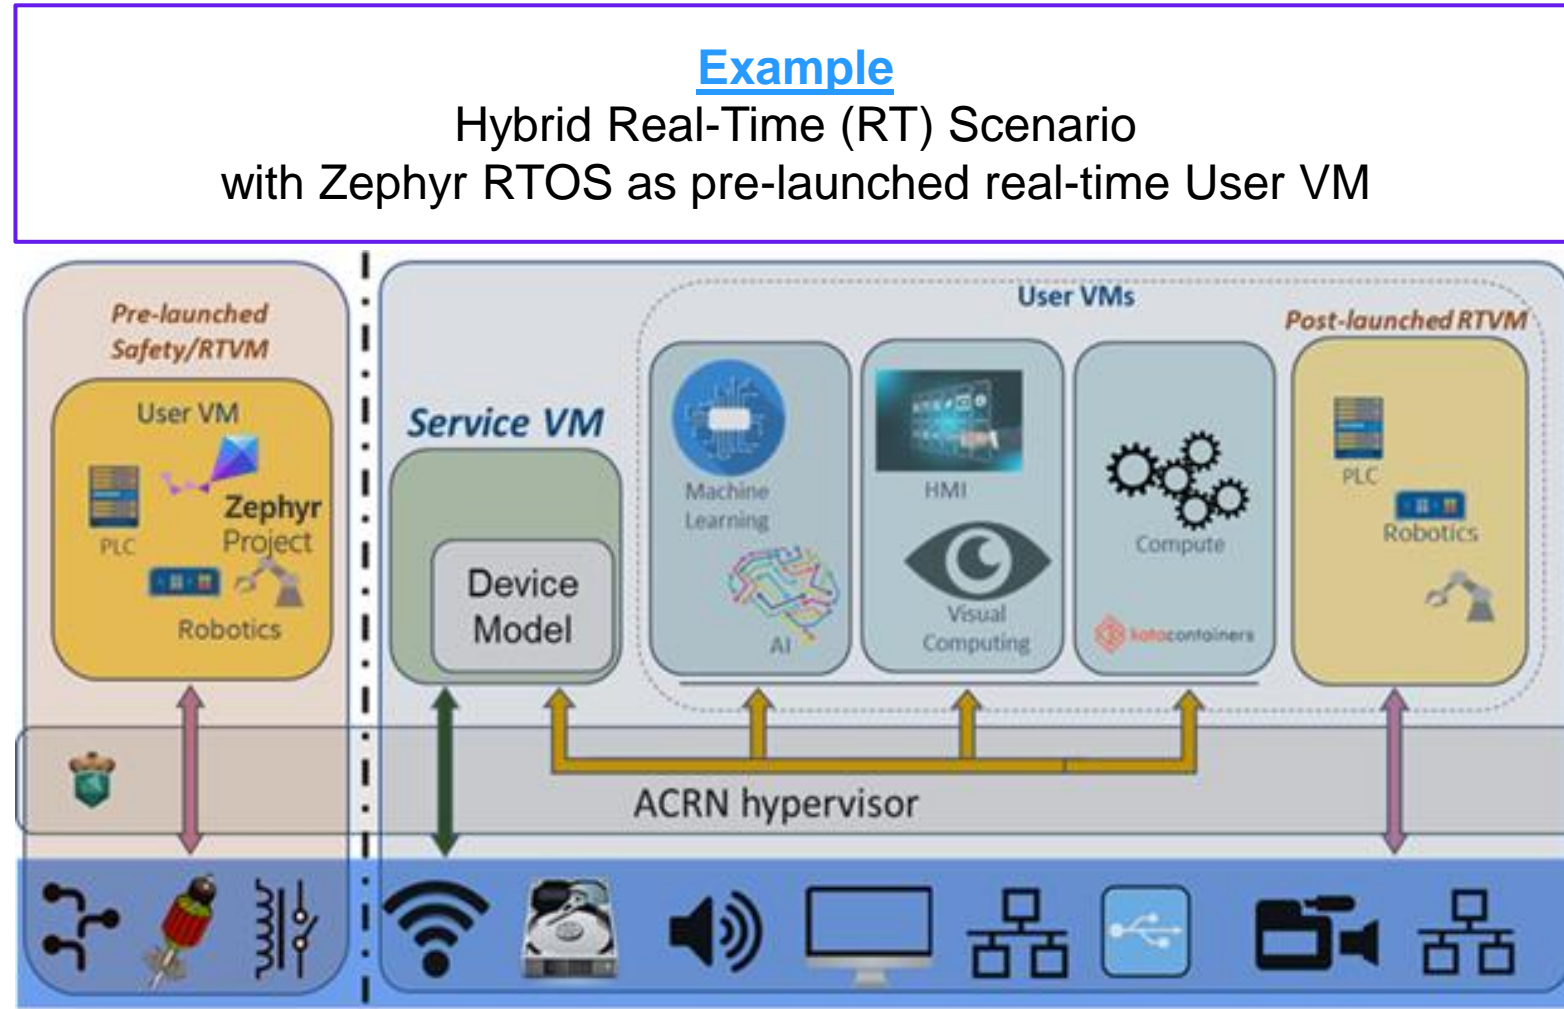 Example
Hybrid Real-Time (RT) Scenario
with Zephyr RTOS as pre-launched real-time User VM
Pre-launched
Safety/RTVM
User VM
Zephyr
Project
PLC
Robotics
Service VM
Device
Model
User VMs
Machine
Learning
AI
HMI
Visual
Computing
Compute
katacontainers
Post-launched RTVM
PLC
Robotics
ACRN hypervisor